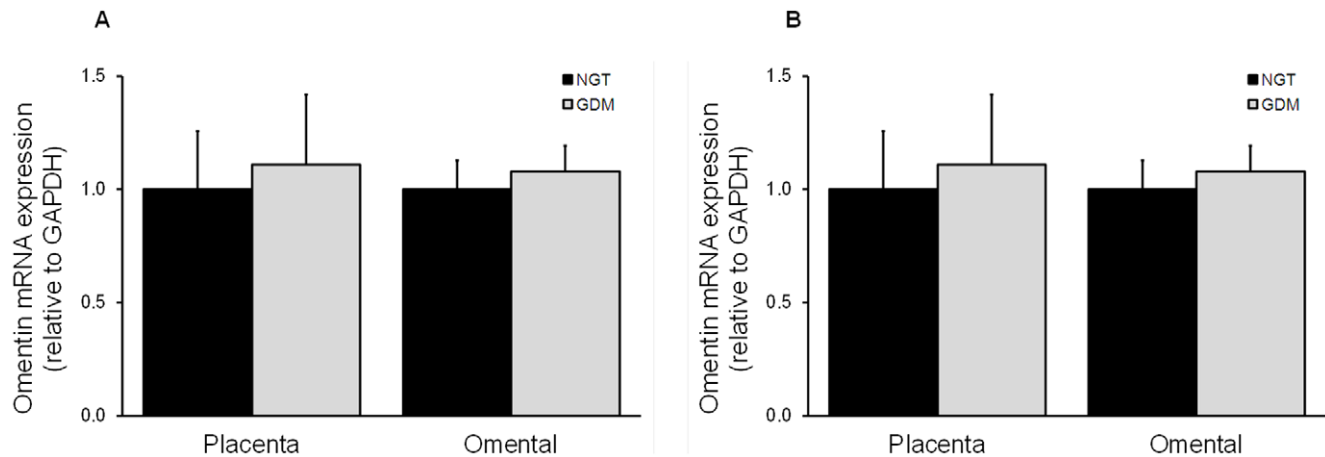 A
Omentin mRNA expression
(relative to GAPDH)
1.5
1.0
0.5
0.0
NGT
GDM
Placenta
Omental
B
Omentin mRNA expression
(relative to GAPDH)
1.5
1.0
0.5
0.0
NGT
GDM
Placenta
Omental